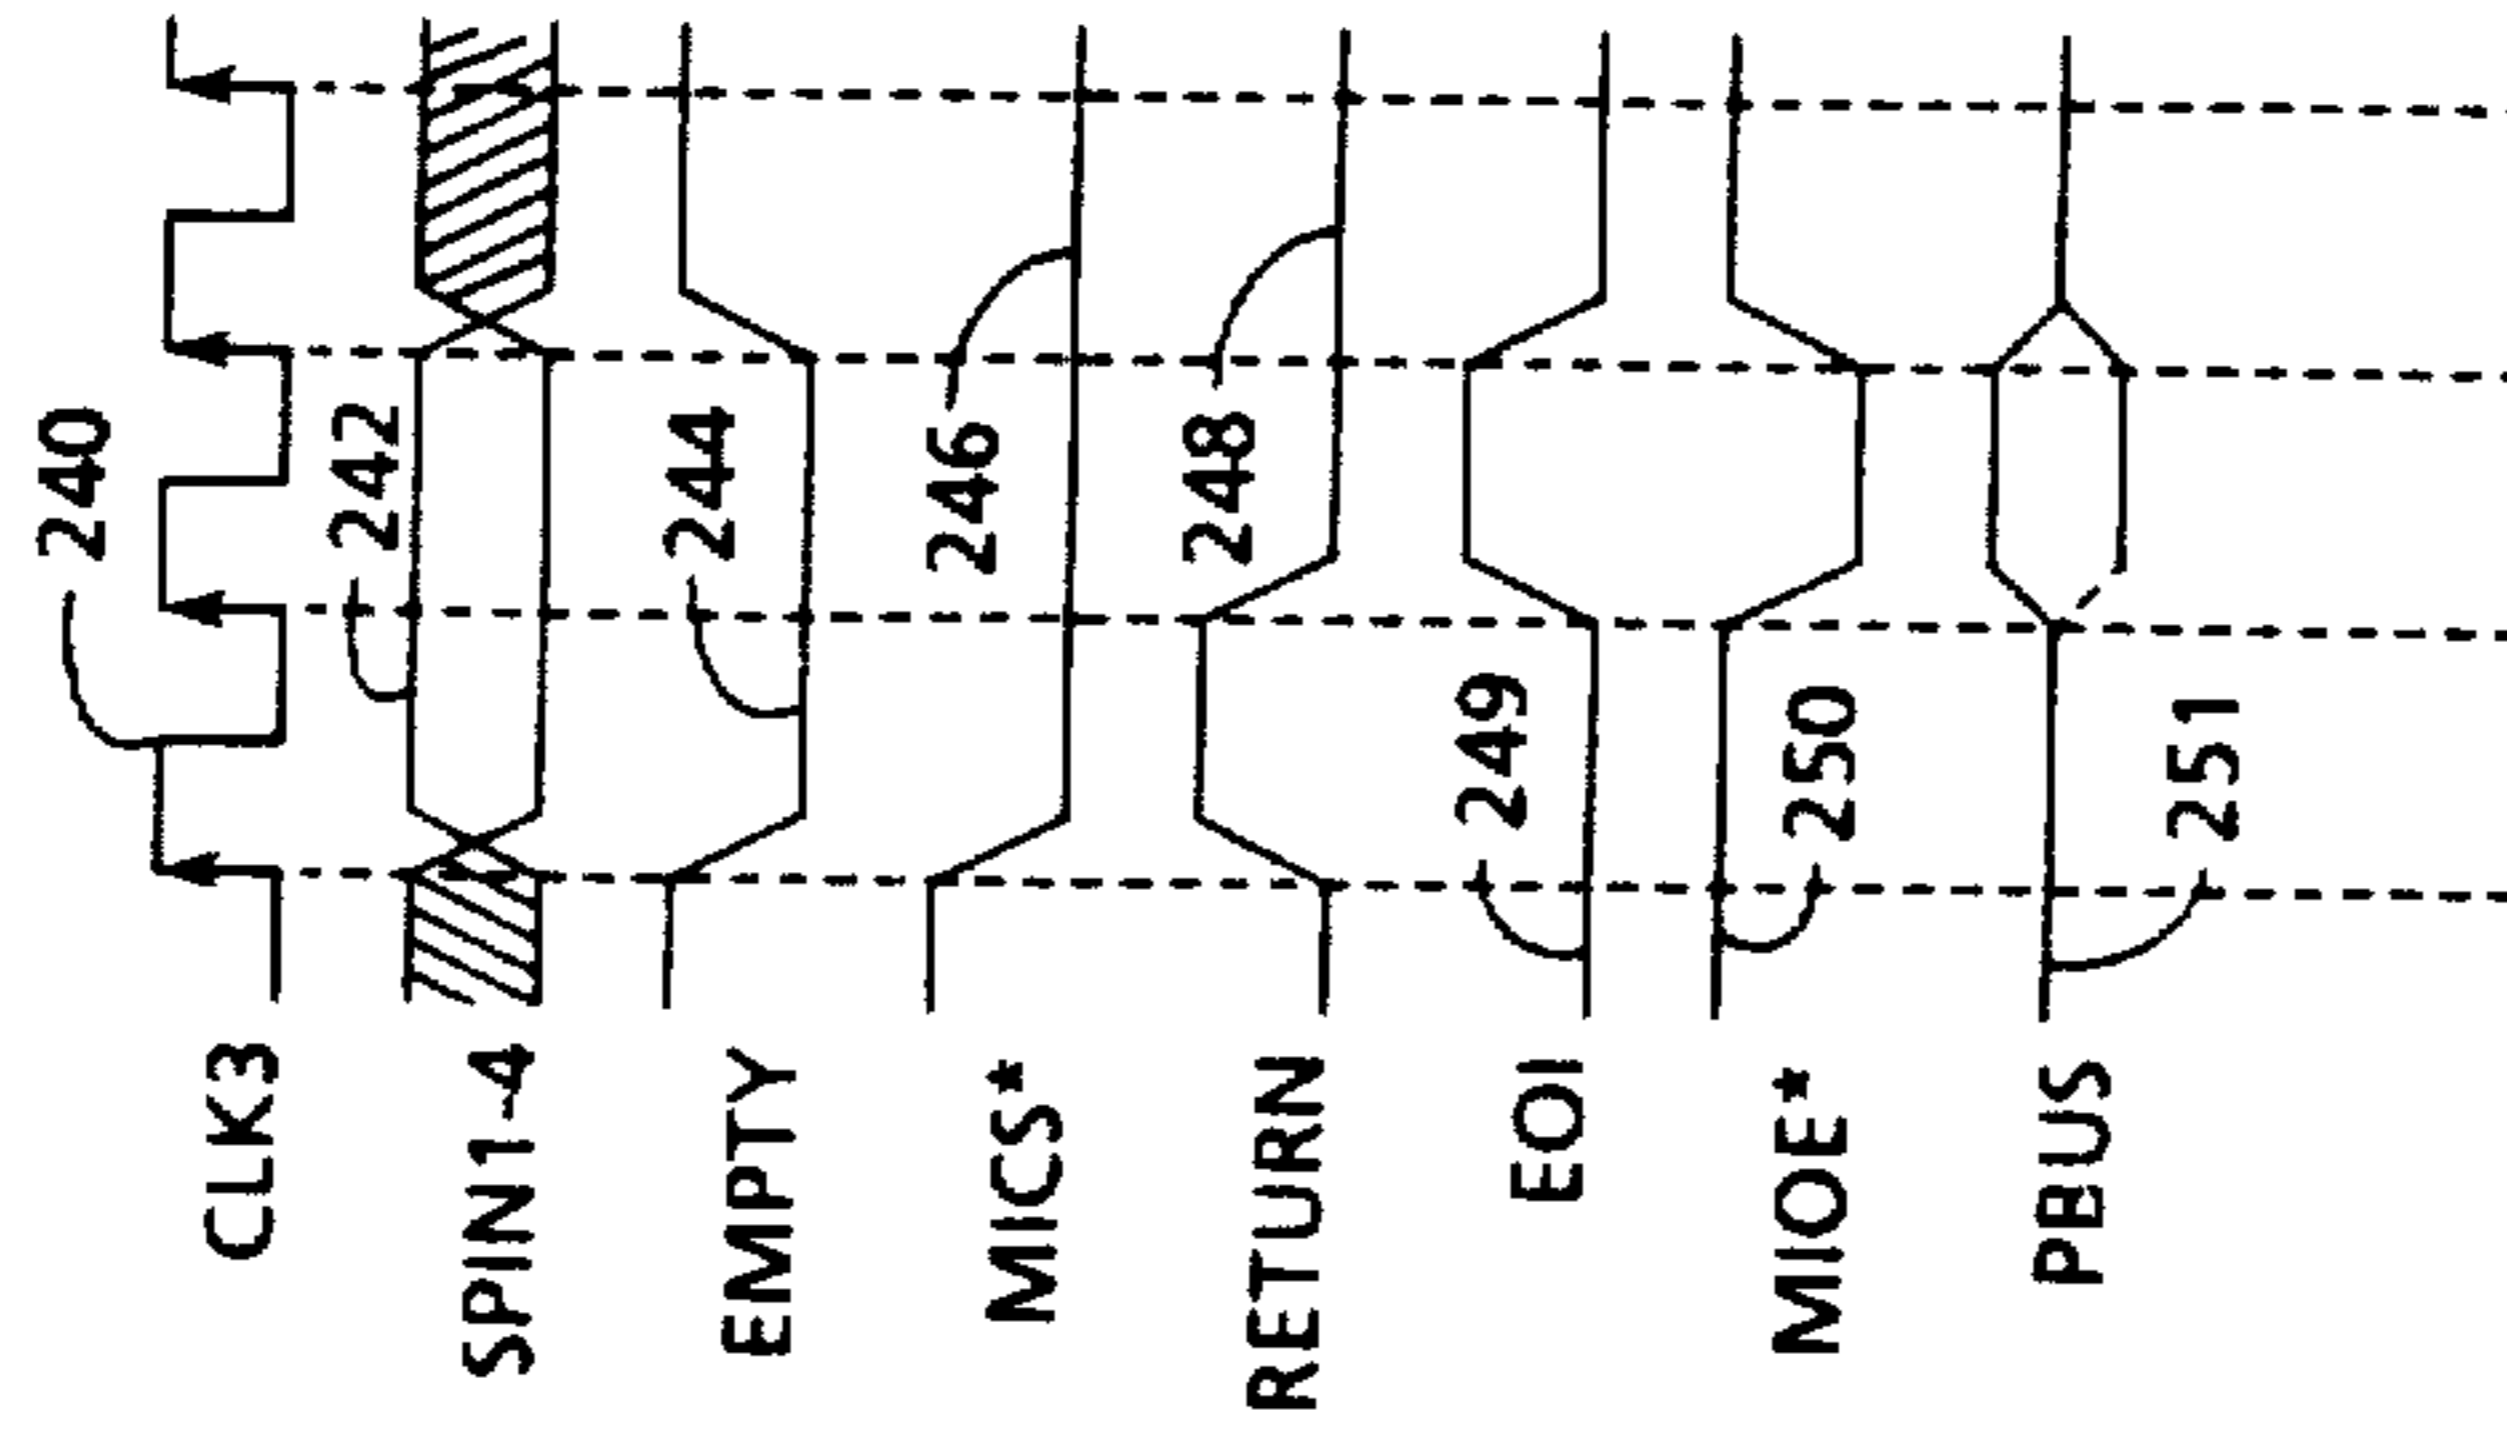 CLK3
240
SPIN1-4
242
EMPTY
244
MICS*
246
RETURN
248
EOI
249
MIOE*
250
PBUS
251